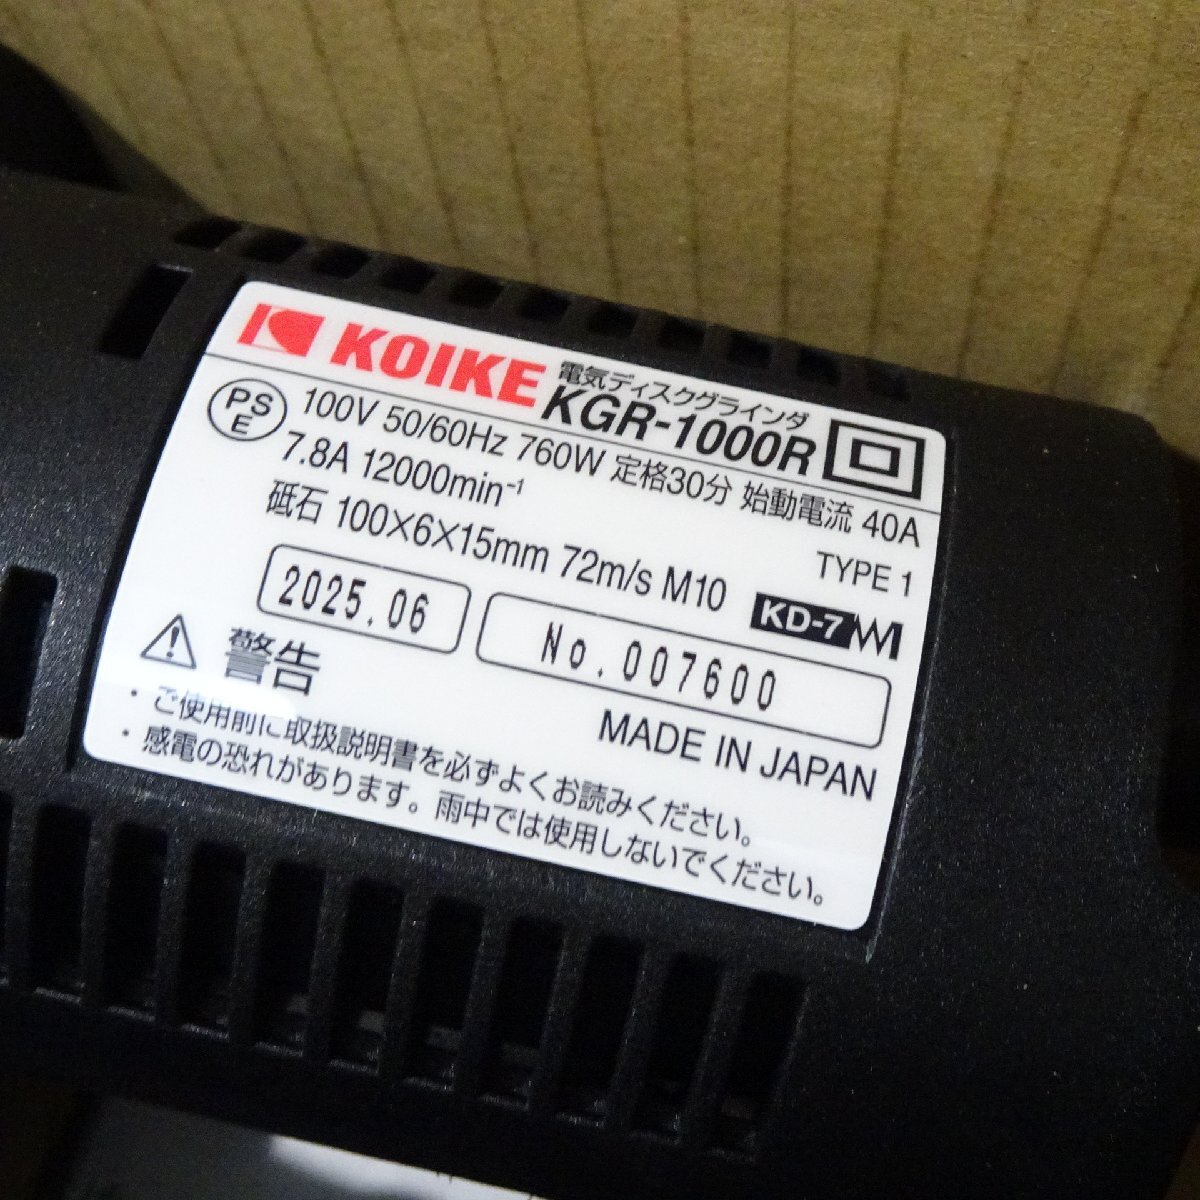 KOIKE 電気ディスクグラインダ
KGR-1000R
PSE 100V 50/60Hz 760W 定格30分 始動電流 40A
7.8A 12000min⁻¹ TYPE 1
砥石 100×6×15mm 72m/s M10 KD-7
2025.06 No.007600
警告 MADE IN JAPAN
・ご使用前に取扱説明書を必ずよくお読みください。
・感電の恐れがあります。雨中では使用しないでください。